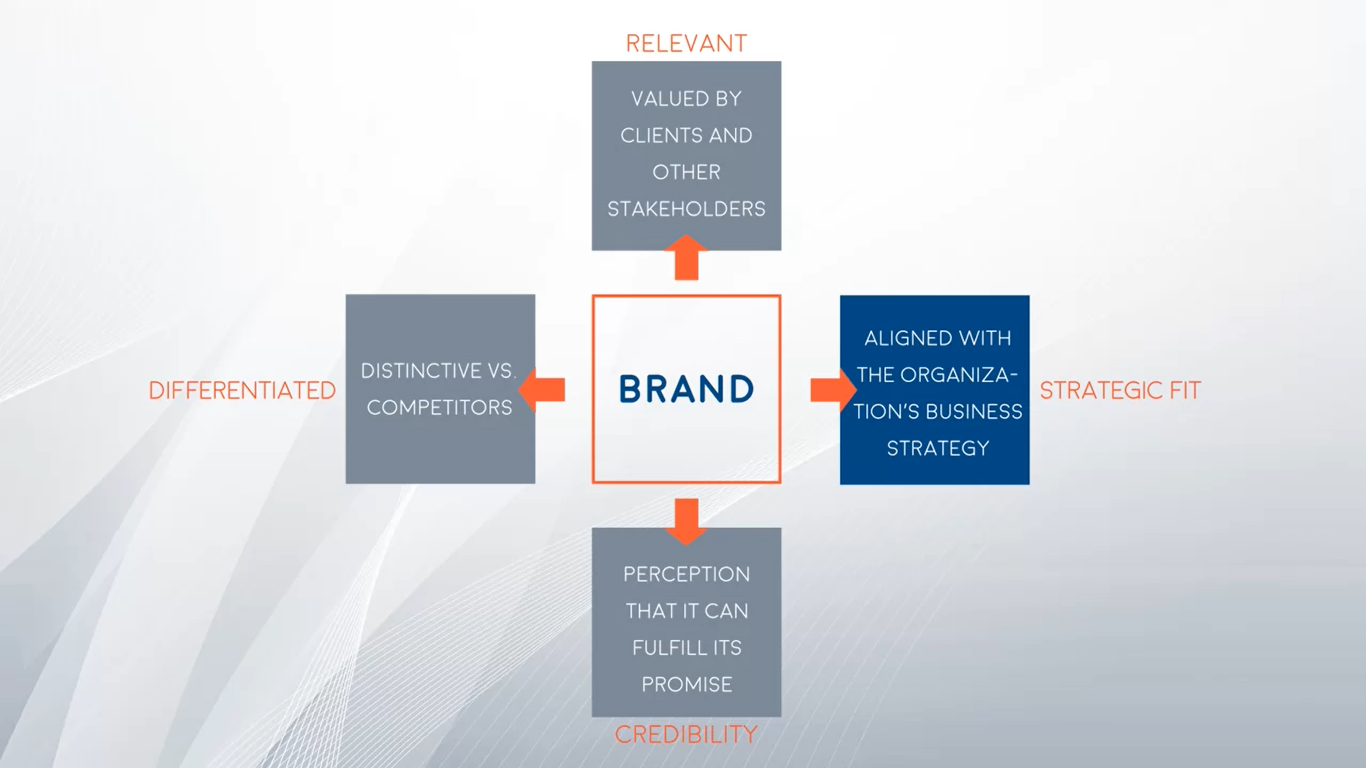 RELEVANT
VALUED BY
CLIENTS AND
OTHER
STAKEHOLDERS
DIFFERENTIATED
DISTINCTIVE VS.
COMPETITORS
BRAND
ALIGNED WITH
THE ORGANIZA-
TION'S BUSINESS
STRATEGY
STRATEGIC FIT
PERCEPTION
THAT IT CAN
FULFILL ITS
PROMISE
CREDIBILITY